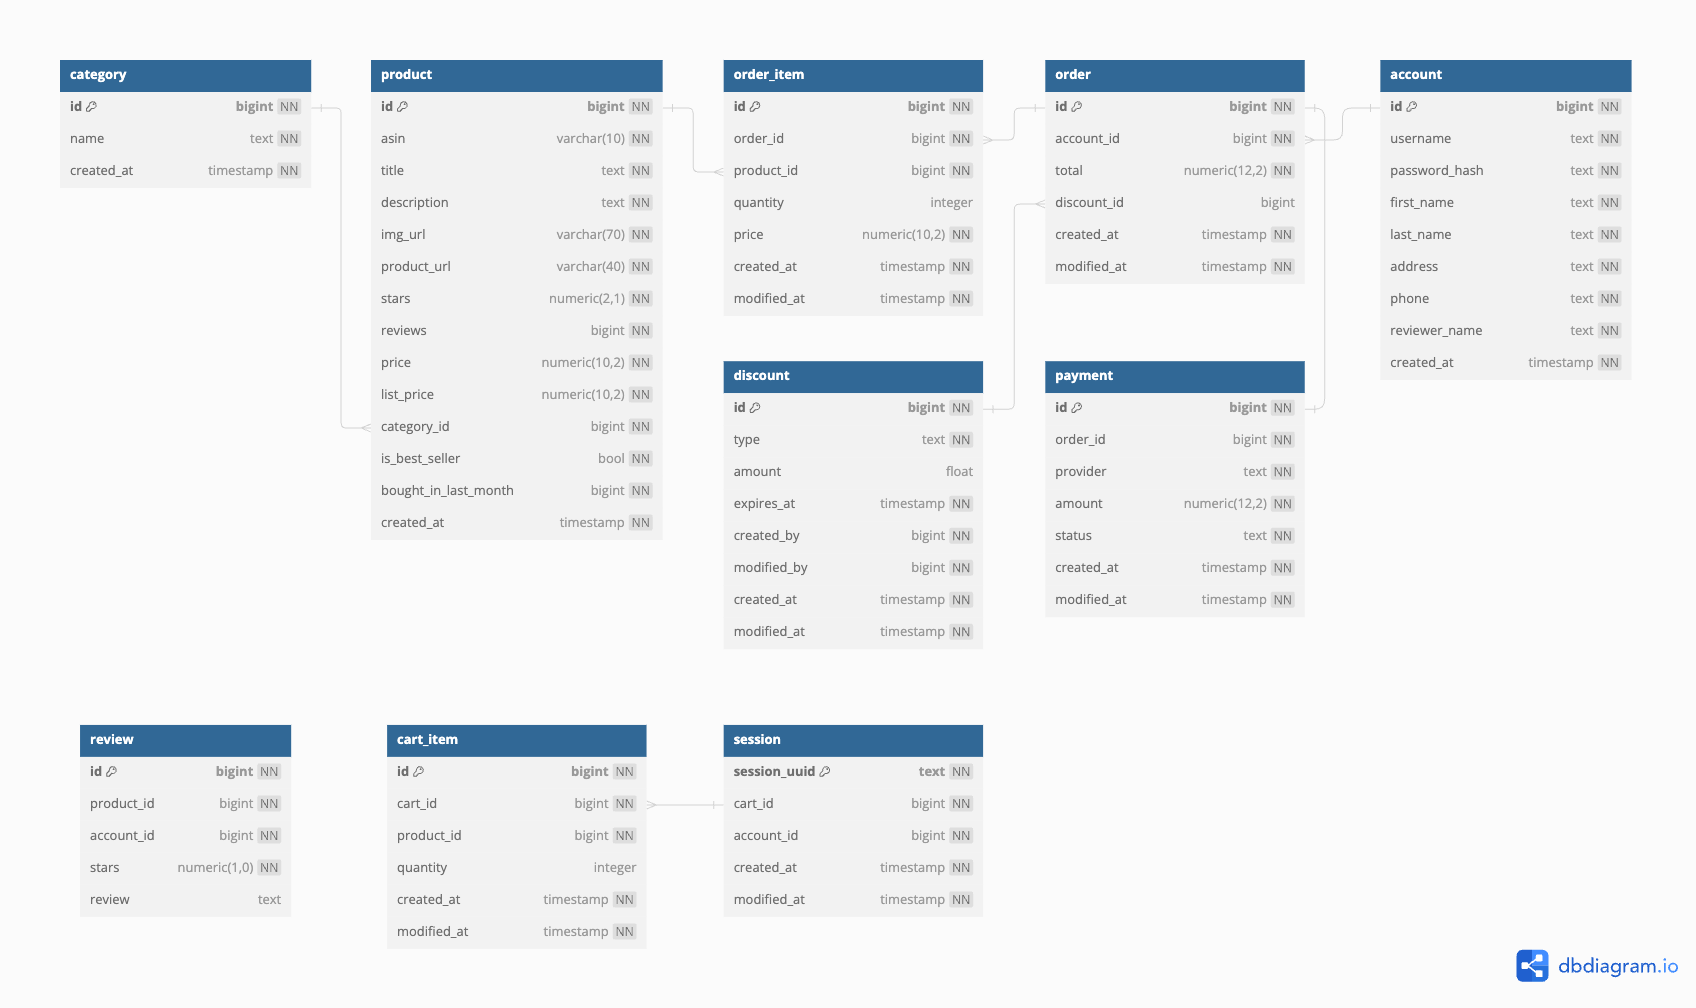 category
id bigint NN
name text NN
created_at timestamp NN
product
id bigint NN
asin varchar(10) NN
title text NN
description text NN
img_url varchar(70) NN
product_url varchar(40) NN
stars numeric(2,1) NN
reviews bigint NN
price numeric(10,2) NN
list_price numeric(10,2) NN
category_id bigint NN
is_best_seller bool NN
bought_in_last_month bigint NN
created_at timestamp NN
order_item
id bigint NN
order_id bigint NN
product_id bigint NN
quantity integer
price numeric(10,2) NN
created_at timestamp NN
modified_at timestamp NN
order
id bigint NN
account_id bigint NN
total numeric(12,2) NN
discount_id bigint
created_at timestamp NN
modified_at timestamp NN
account
id bigint NN
username text NN
password_hash text NN
first_name text NN
last_name text NN
address text NN
phone text NN
reviewer_name text NN
created_at timestamp NN
discount
id bigint NN
type text NN
amount float
expires_at timestamp NN
created_by bigint NN
modified_by bigint NN
created_at timestamp NN
modified_at timestamp NN
payment
id bigint NN
order_id bigint NN
provider text NN
amount numeric(12,2) NN
status text NN
created_at timestamp NN
modified_at timestamp NN
review
id bigint NN
product_id bigint NN
account_id bigint NN
stars numeric(1,0) NN
review text
cart_item
id bigint NN
cart_id bigint NN
product_id bigint NN
quantity integer
created_at timestamp NN
modified_at timestamp NN
session
session_uuid text NN
cart_id bigint NN
account_id bigint NN
created_at timestamp NN
modified_at timestamp NN
dbdiagram.io